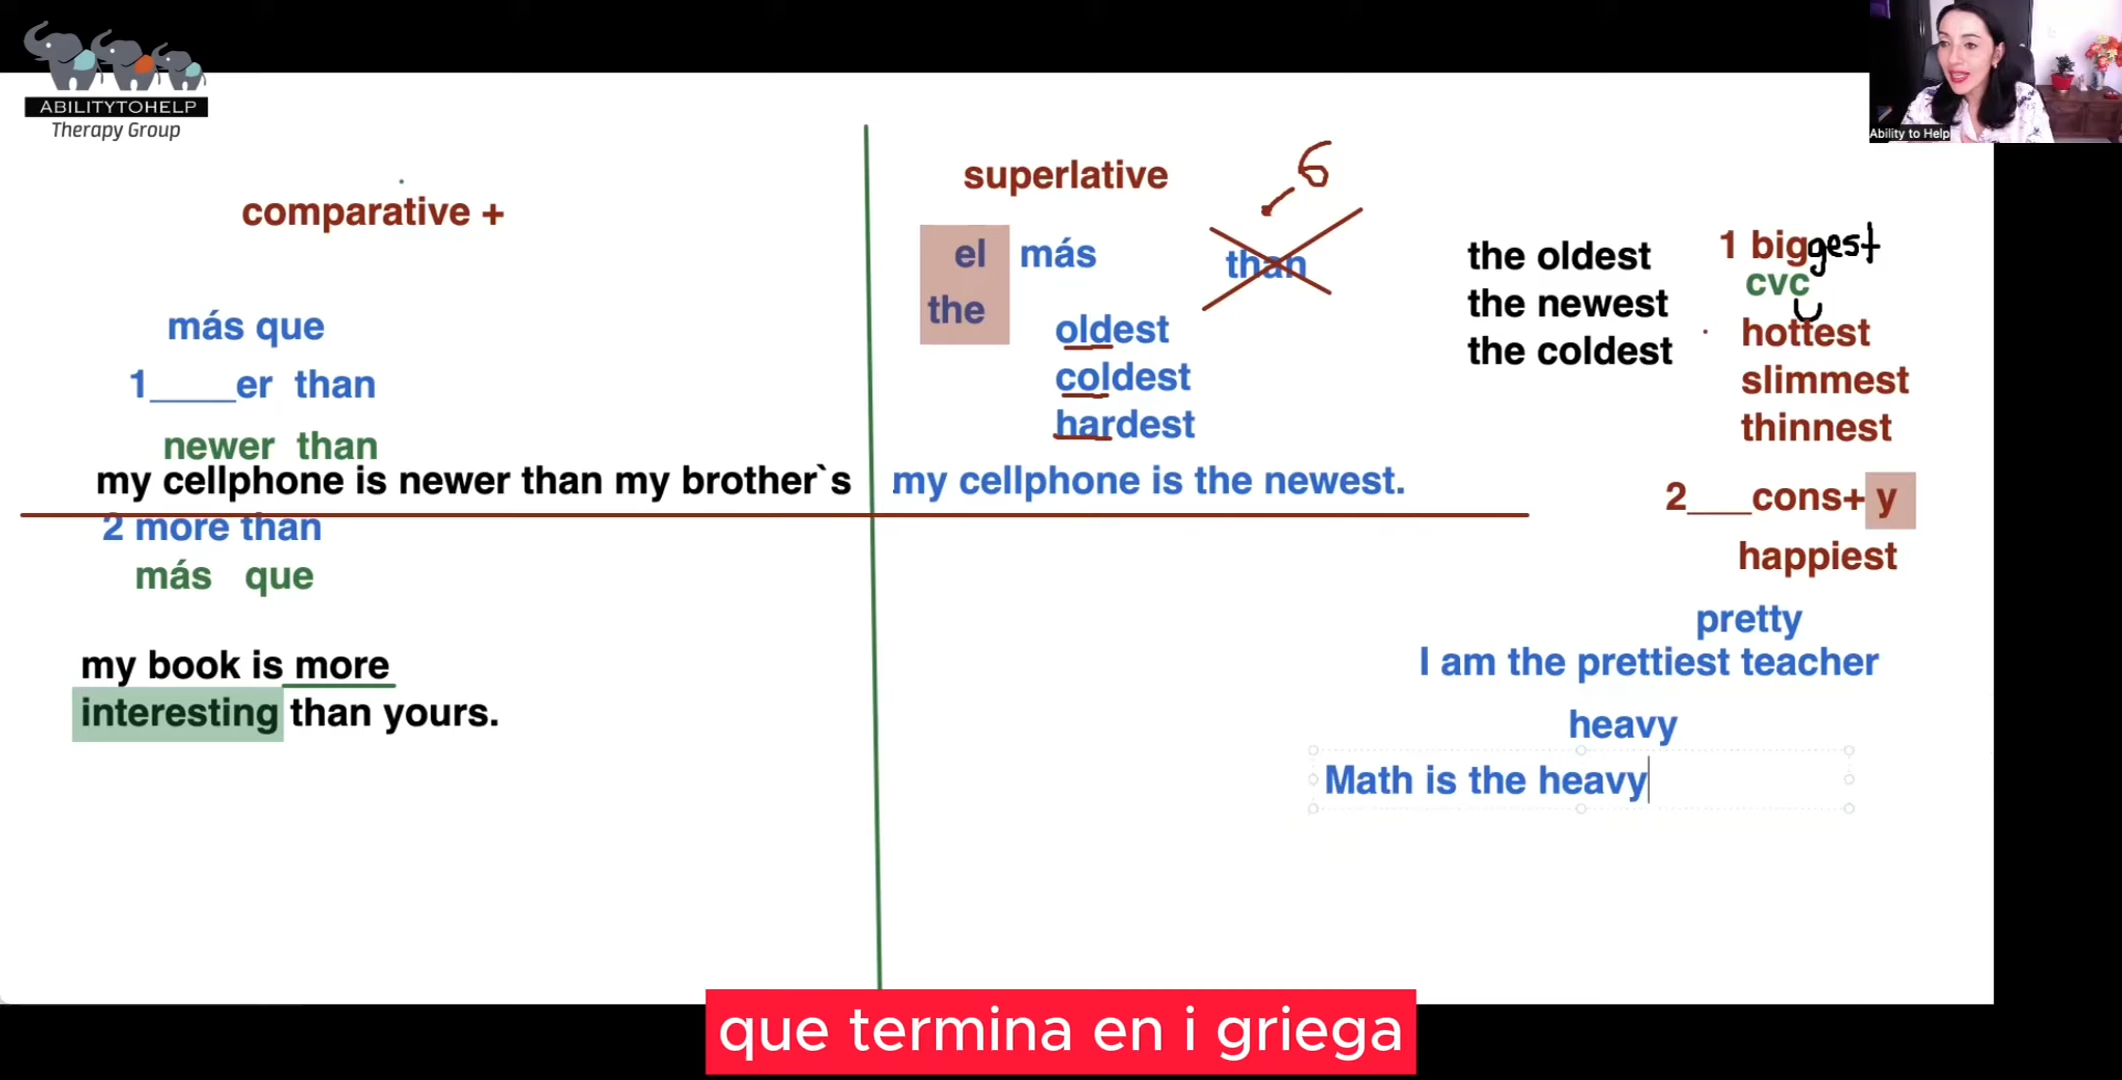 ABILITYTOHELP
Therapy Group
Ability to Help
comparative +
más que
1____er than
newer than
my cellphone is newer than my brother`s
2 more than
más que
my book is more
interesting than yours.
superlative
6
el más
than
the
oldest
coldest
hardest
my cellphone is the newest.
the oldest
the newest
the coldest
1 biggest
cvc
hottest
slimmest
thinnest
2___cons+ y
happiest
pretty
I am the prettiest teacher
heavy
Math is the heavy
que termina en i griega